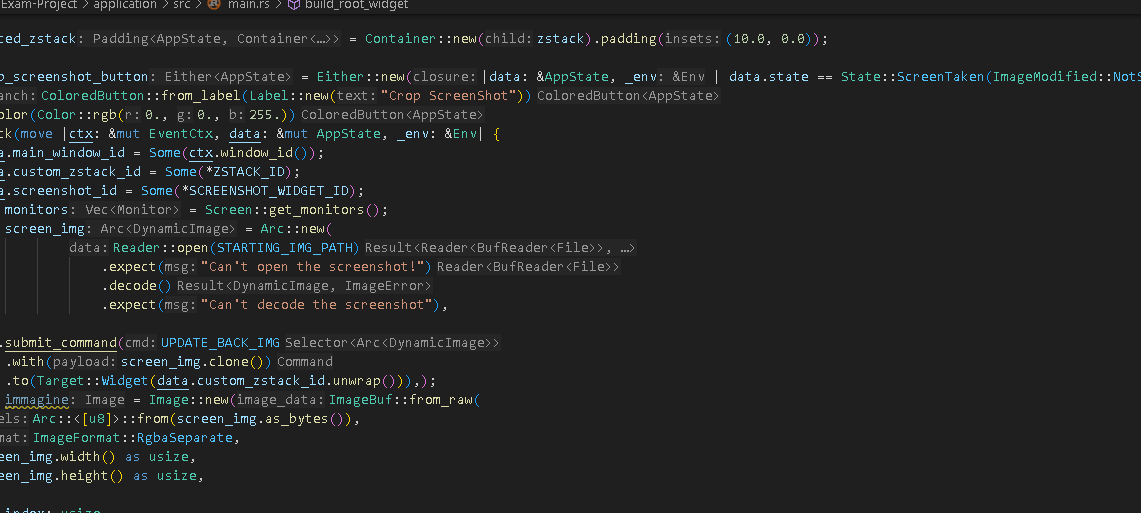 Exam-Project > application > src > main.rs > build_root_widget
ced_zstack: Padding<AppState, Container<…>> = Container::new(child: zstack).padding(insets: (10.0, 0.0));
p_screenshot_button: Either<AppState> = Either::new(closure: |data: &AppState, _env: &Env | data.state == State::ScreenTaken(ImageModified::NotS
anch: ColoredButton::from_label(Label::new(text: "Crop ScreenShot")) ColoredButton<AppState>
olor(Color::rgb(r: 0., g: 0., b: 255.)) ColoredButton<AppState>
ck(move |ctx: &mut EventCtx, data: &mut AppState, _env: &Env| {
a.main_window_id = Some(ctx.window_id());
a.custom_zstack_id = Some(*ZSTACK_ID);
a.screenshot_id = Some(*SCREENSHOT_WIDGET_ID);
monitors: Vec<Monitor> = Screen::get_monitors();
screen_img: Arc<DynamicImage> = Arc::new(
data: Reader::open(STARTING_IMG_PATH) Result<Reader<BufReader<File>>, …>
.expect(msg: "Can't open the screenshot!") Reader<BufReader<File>>
.decode() Result<DynamicImage, ImageError>
.expect(msg: "Can't decode the screenshot"),
.submit_command(cmd: UPDATE_BACK_IMG Selector<Arc<DynamicImage>>
.with(payload: screen_img.clone()) Command
.to(Target::Widget(data.custom_zstack_id.unwrap())),);
immagine: Image = Image::new(image_data: ImageBuf::from_raw(
els: Arc::<[u8]>::from(screen_img.as_bytes()),
mat: ImageFormat::RgbaSeparate,
een_img.width() as usize,
een_img.height() as usize,
index: usize